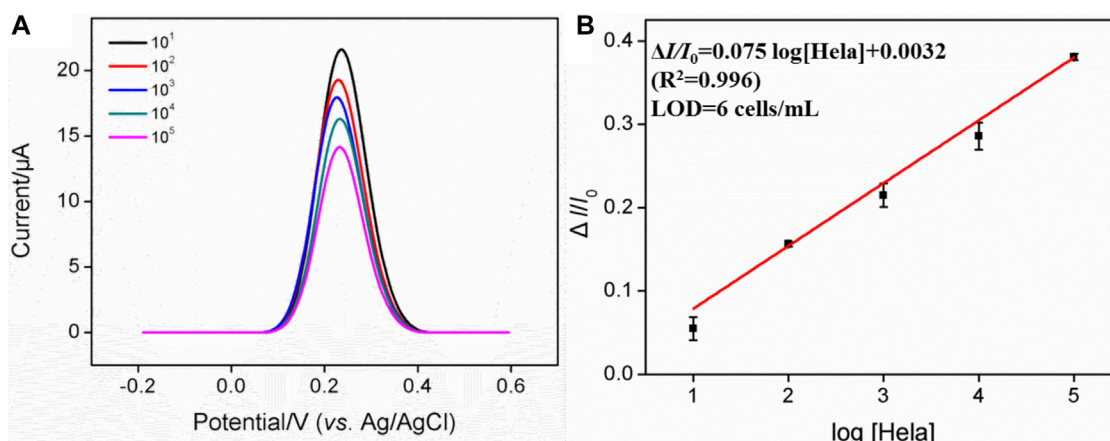 A
10¹
10²
10³
10⁴
10⁵
20
15
10
5
0
Current/μA
-0.2 0.0 0.2 0.4 0.6
Potential/V (vs. Ag/AgCl)
B
ΔI/I₀=0.075 log[Hela]+0.0032
(R²=0.996)
LOD=6 cells/mL
0.4
0.3
0.2
0.1
0.0
Δ I/I₀
1 2 3 4 5
log [Hela]